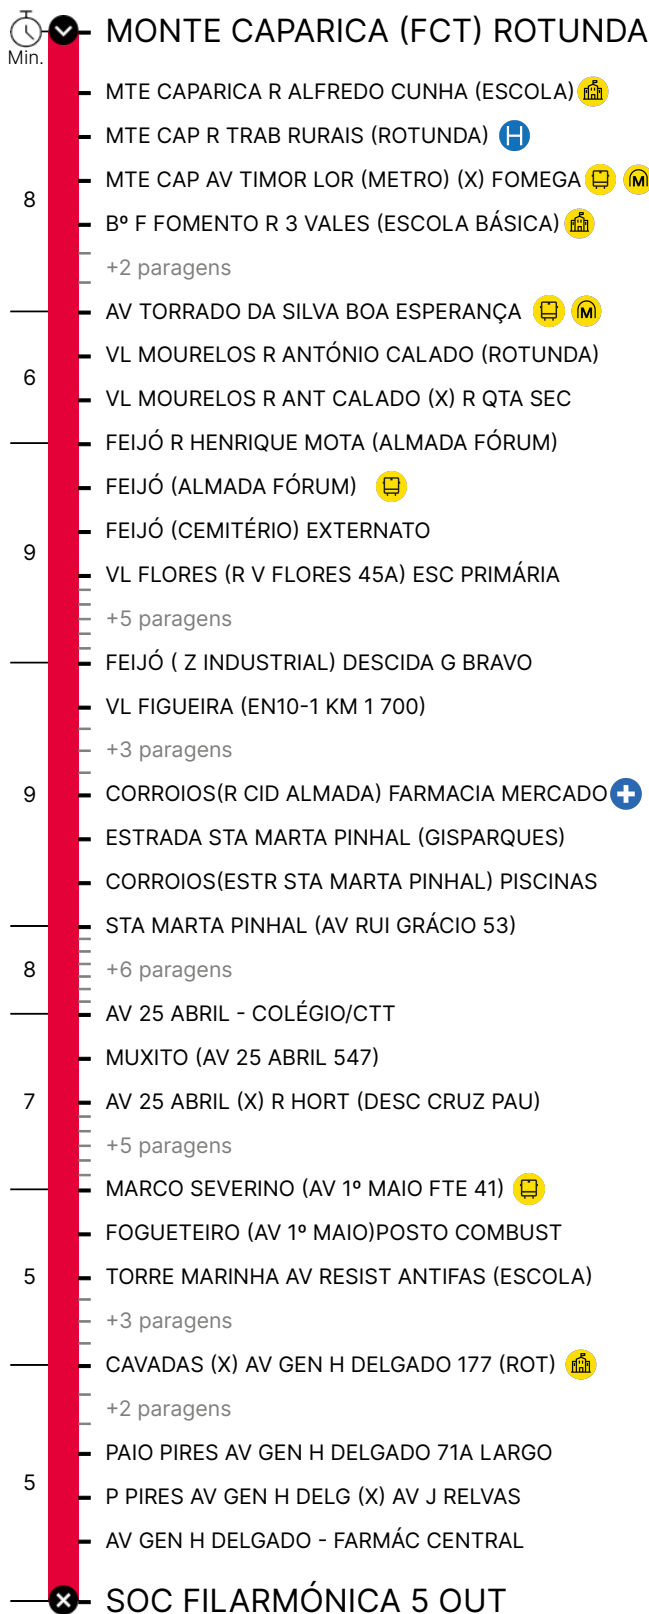 MONTE CAPARICA (FCT) ROTUNDA
Min.
MTE CAPARICA R ALFREDO CUNHA (ESCOLA)
MTE CAP R TRAB RURAIS (ROTUNDA) H
MTE CAP AV TIMOR LOR (METRO) (X) FOMEGA M
8
Bº F FOMENTO R 3 VALES (ESCOLA BÁSICA)
+2 paragens
AV TORRADO DA SILVA BOA ESPERANÇA M
VL MOURELOS R ANTÓNIO CALADO (ROTUNDA)
6
VL MOURELOS R ANT CALADO (X) R QTA SEC
FEIJÓ R HENRIQUE MOTA (ALMADA FÓRUM)
FEIJÓ (ALMADA FÓRUM)
FEIJÓ (CEMITÉRIO) EXTERNATO
9
VL FLORES (R V FLORES 45A) ESC PRIMÁRIA
+5 paragens
FEIJÓ ( Z INDUSTRIAL) DESCIDA G BRAVO
VL FIGUEIRA (EN10-1 KM 1 700)
+3 paragens
9 CORROIOS(R CID ALMADA) FARMACIA MERCADO
ESTRADA STA MARTA PINHAL (GISPARQUES)
CORROIOS(ESTR STA MARTA PINHAL) PISCINAS
STA MARTA PINHAL (AV RUI GRÁCIO 53)
8 +6 paragens
AV 25 ABRIL - COLÉGIO/CTT
MUXITO (AV 25 ABRIL 547)
7 AV 25 ABRIL (X) R HORT (DESC CRUZ PAU)
+5 paragens
MARCO SEVERINO (AV 1º MAIO FTE 41)
FOGUETEIRO (AV 1º MAIO)POSTO COMBUST
5 TORRE MARINHA AV RESIST ANTIFAS (ESCOLA)
+3 paragens
CAVADAS (X) AV GEN H DELGADO 177 (ROT)
+2 paragens
PAIO PIRES AV GEN H DELGADO 71A LARGO
5
P PIRES AV GEN H DELG (X) AV J RELVAS
AV GEN H DELGADO - FARMÁC CENTRAL
SOC FILARMÓNICA 5 OUT